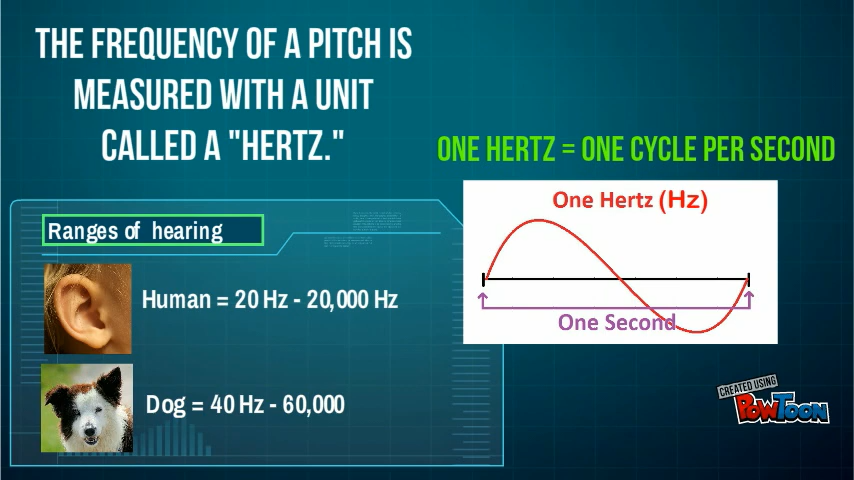 THE FREQUENCY OF A PITCH IS
MEASURED WITH A UNIT
CALLED A "HERTZ."
ONE HERTZ = ONE CYCLE PER SECOND
One Hertz (Hz)
One Second
Ranges of hearing
Human = 20 Hz - 20,000 Hz
Dog = 40 Hz - 60,000
CREATED USING
POWTOON